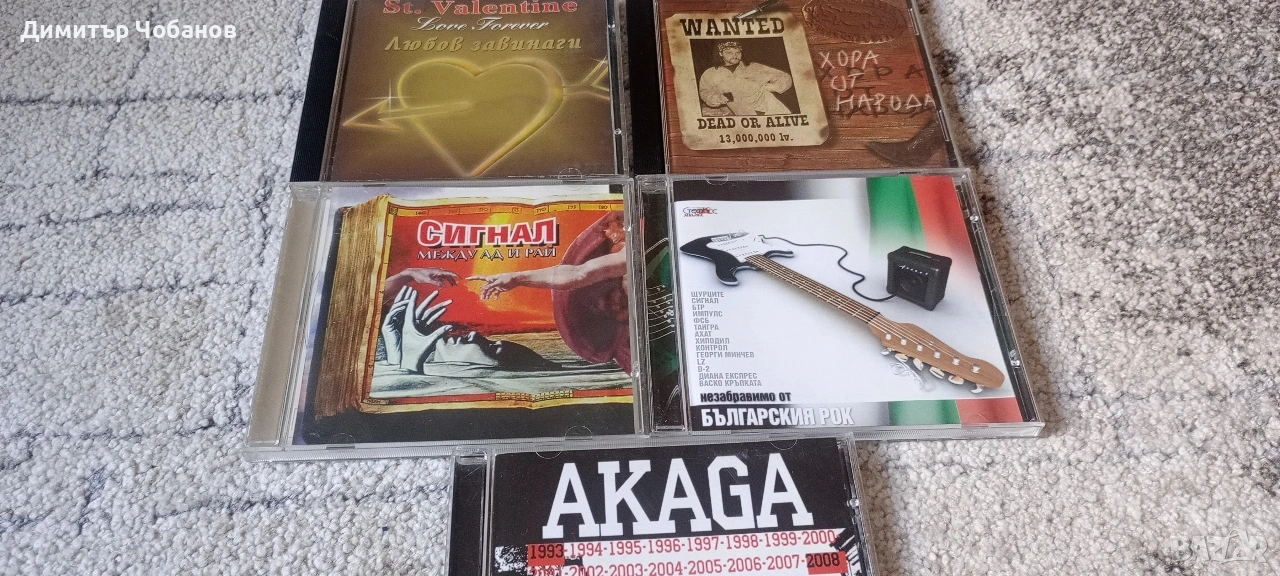 Димитър Чобанов
St. Valentine
Love Forever
Любов завинаги
WANTED
DEAD OR ALIVE
13,000,000 lv.
ХОРА
ОТ
НАРОДА
СИГНАЛ
МЕЖДУ АД И РАЙ
ЩУРЦИТЕ
СИГНАЛ
БТР
ИМПУЛС
ФСБ
ТАНГРА
АХАТ
ХИПОДИЛ
КОНТРОЛ
ГЕОРГИ МИНЧЕВ
LZ
D-2
ДИАНА ЕКСПРЕС
ВАСКО КРЪПКАТА
незабравимо от
БЪЛГАРСКИЯ РОК
AKAGA
1993-1994-1995-1996-1997-1998-1999-2000-
2001-2002-2003-2004-2005-2006-2007-2008